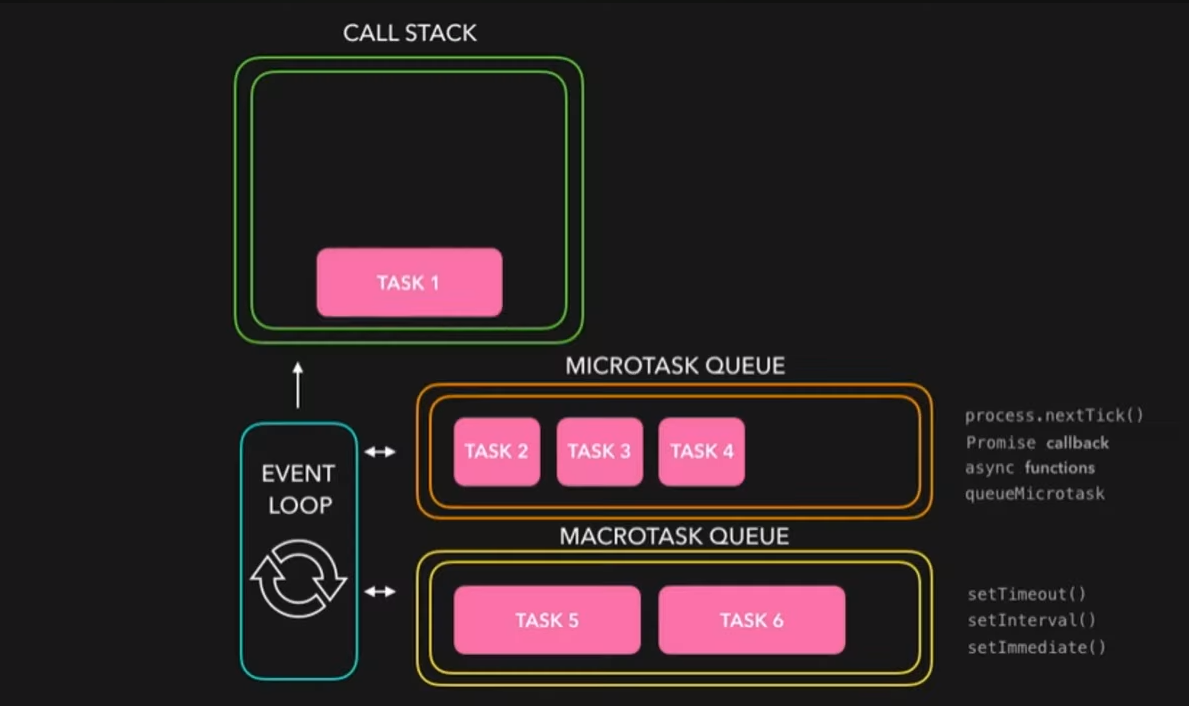 CALL STACK
TASK 1
MICROTASK QUEUE
TASK 2 TASK 3 TASK 4
process.nextTick()
Promise callback
async functions
queueMicrotask
EVENT
LOOP
MACROTASK QUEUE
TASK 5 TASK 6
setTimeout()
setInterval()
setImmediate()